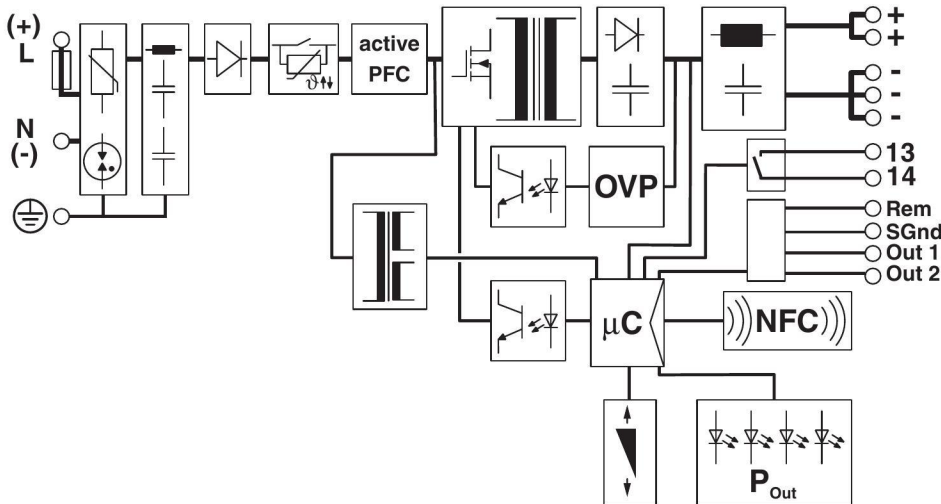 (+)
L
N
(-)
ϑ
active
PFC
OVP
μC
NFC
P Out
+
+
-
-
-
13
14
Rem
SGnd
Out 1
Out 2